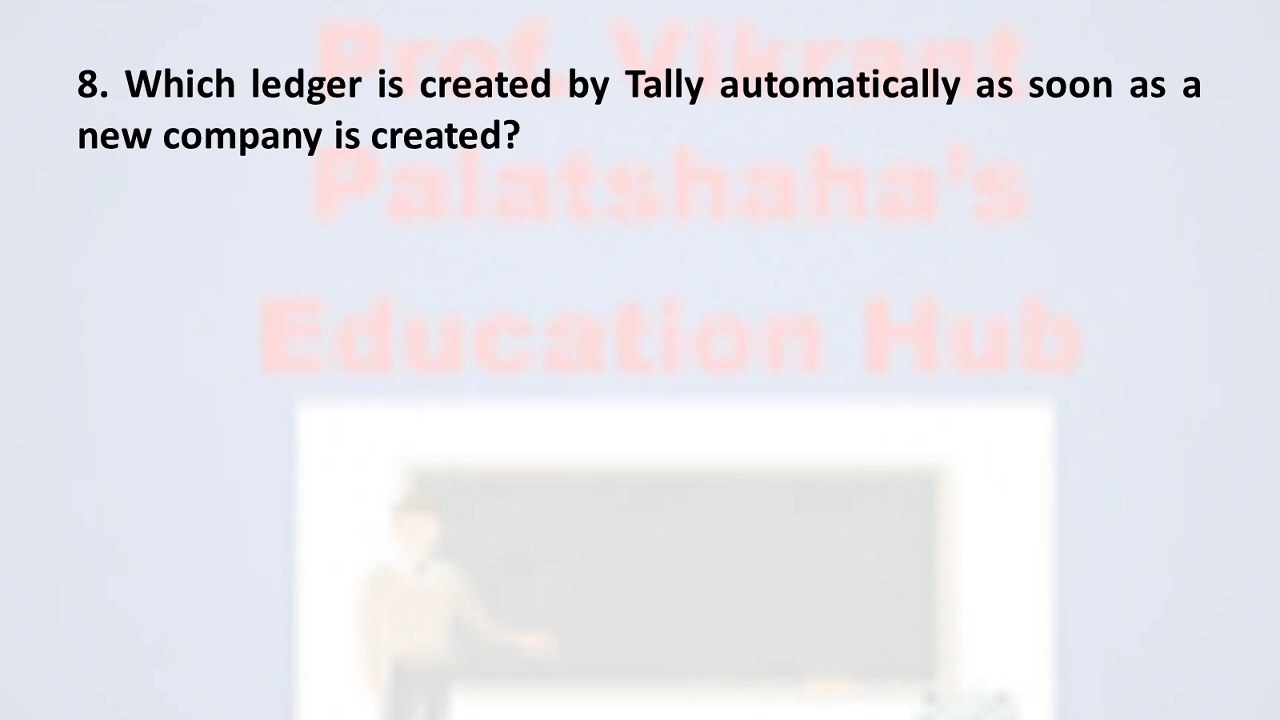 Prof. Vikrant
8. Which ledger is created by Tally automatically as soon as a
new company is created?
Palatshaha's
Education Hub